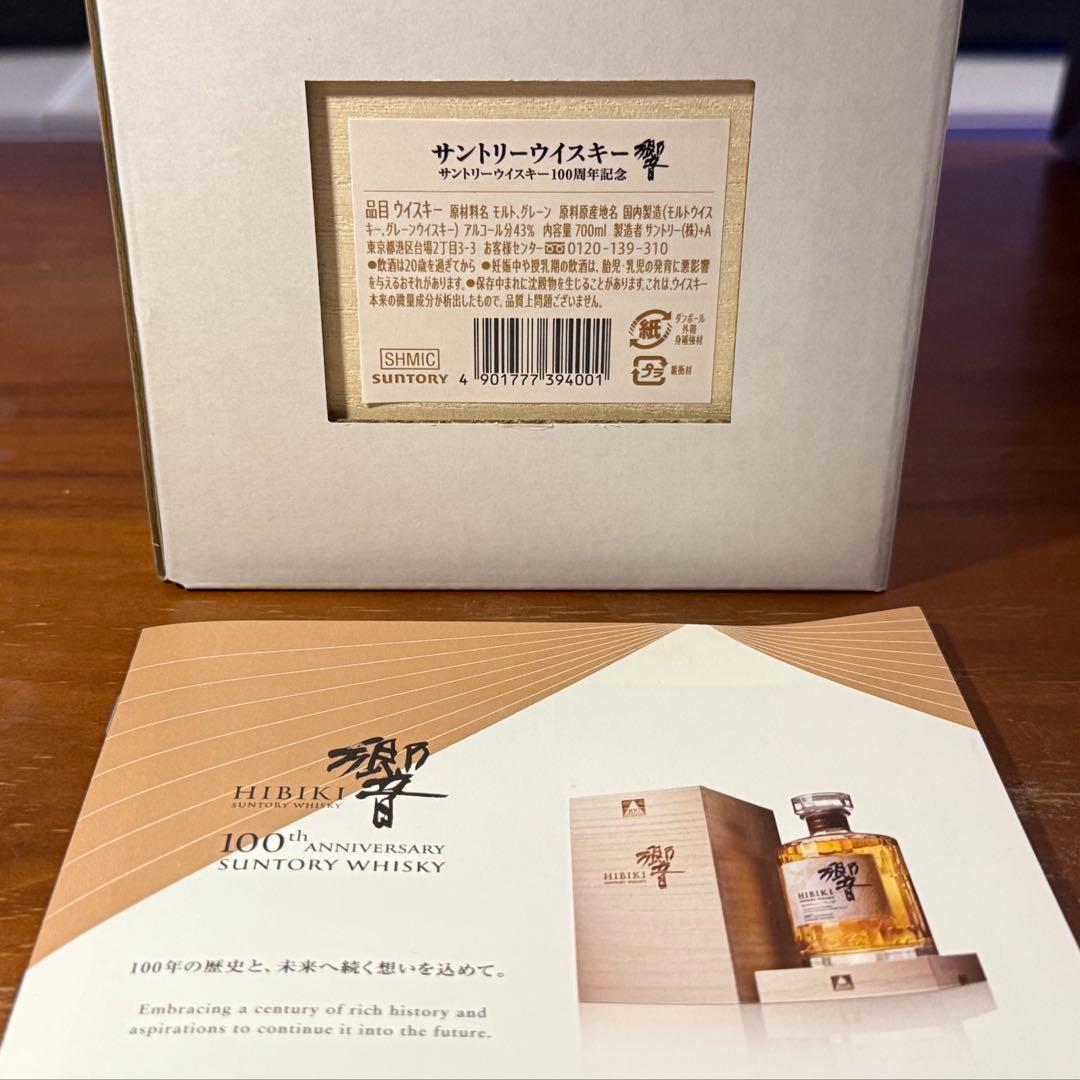 サントリーウイスキー 響
サントリーウイスキー100周年記念
品目 ウイスキー 原材料名 モルト、グレーン 原料原産地名 国内製造(モルトウイス
キー、グレーンウイスキー) アルコール分43% 内容量 700ml 製造者 サントリー(株)+A
東京都港区台場2丁目3-3 お客様センター 0120-139-310
●飲酒は20歳を過ぎてから ●妊娠中や授乳期の飲酒は、胎児・乳児の発育に悪影響
を与えるおそれがあります。●保存中まれに沈殿物を生じることがあります。これは、ウイスキー
本来の微量成分が析出したもので、品質上問題ございません。
SHMIC
SUNTORY
4 901777 394001
紙
ダンボール
外箱
身補強材
プラ
緩衝材
響
HIBIKI
SUNTORY WHISKY
100th ANNIVERSARY
SUNTORY WHISKY
100年の歴史と、未来へ続く想いを込めて。
Embracing a century of rich history and
aspirations to continue it into the future.
100
響
HIBIKI
SUNTORY WHISKY
響
HIBIKI
SUNTORY WHISKY